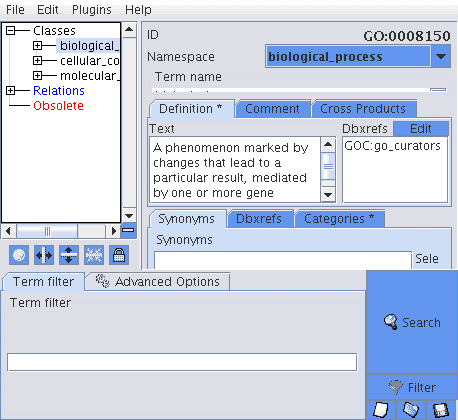 File Edit Plugins Help
Classes
biological_
cellular_co
molecular_
Relations
Obsolete
ID GO:0008150
Namespace biological_process
Term name
Definition * Comment Cross Products
Text Dbxrefs Edit
A phenomenon marked by
changes that lead to a
particular result, mediated
by one or more gene
GOC:go_curators
Synonyms Dbxrefs Categories *
Synonyms
Sele
Term filter Advanced Options
Term filter
Search
Filter